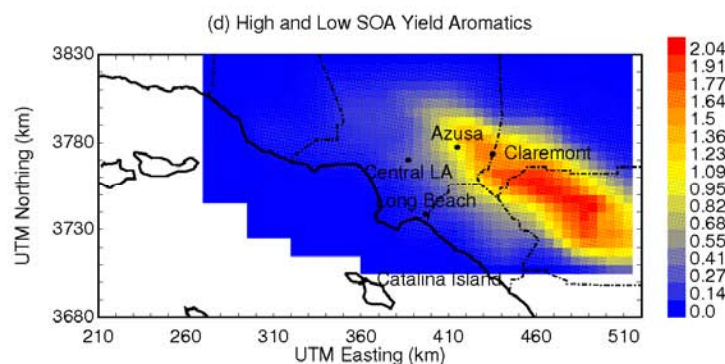 (d) High and Low SOA Yield Aromatics
3830
3780
3730
3680
UTM Northing (km)
Azusa
Claremont
Central LA
Long Beach
Catalina Island
210 260 310 360 410 460 510
UTM Easting (km)
2.04
1.91
1.77
1.64
1.5
1.36
1.23
1.09
0.95
0.82
0.68
0.55
0.41
0.27
0.14
0.0